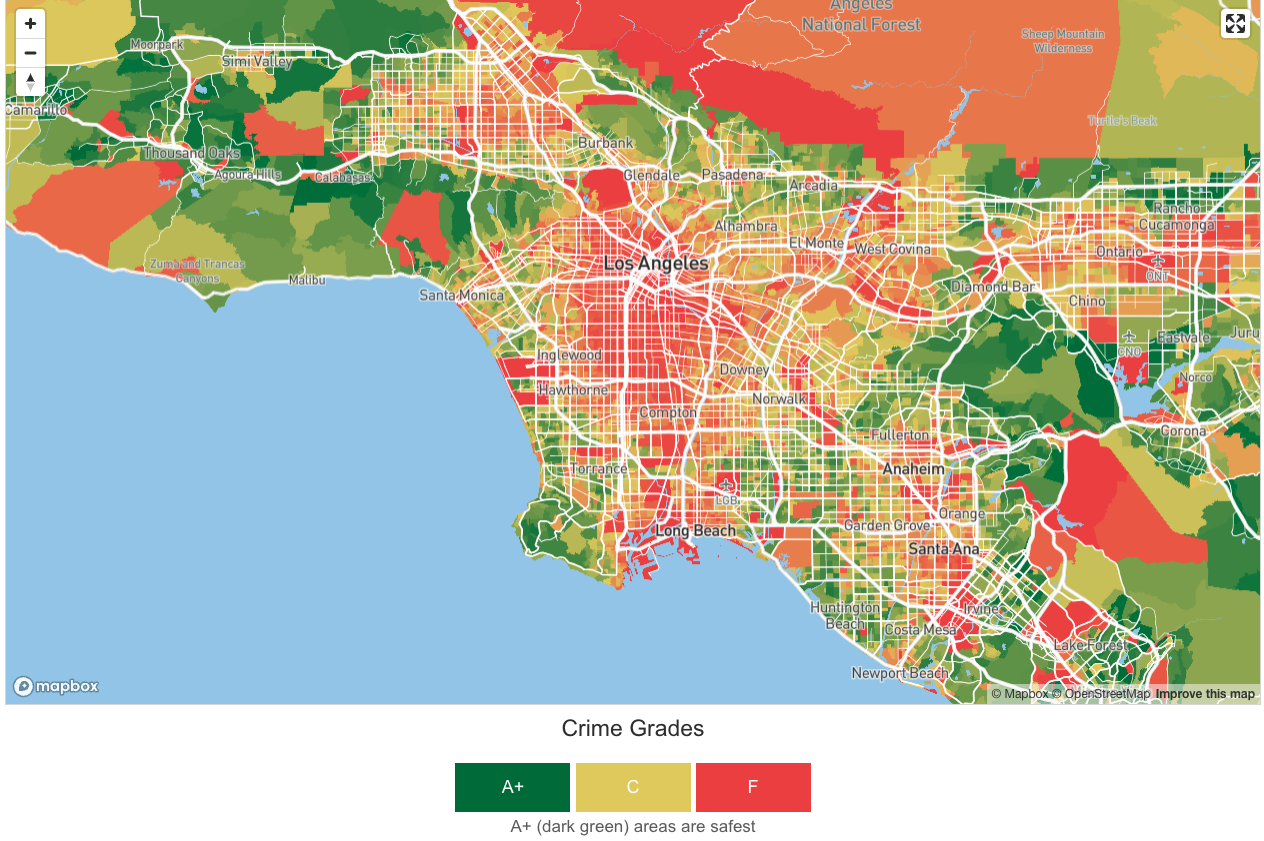 Angeles
National Forest
Sheep Mountain
Wilderness
Moorpark
Simi Valley
Camarillo
Turtle's Beak
Burbank
Thousand Oaks
Agoura Hills
Calabasas
Glendale
Pasadena
Arcadia
Rancho
Cucamonga
Alhambra
El Monte
West Covina
Ontario
ONT
Los Angeles
Zuma and Trancas
Canyons
Malibu
Santa Monica
Diamond Bar
Chino
Eastvale
Juru
CNO
Inglewood
Downey
Norco
Hawthorne
Norwalk
Compton
Fullerton
Corona
Torrance
Anaheim
LGB
Orange
Long Beach
Garden Grove
Santa Ana
Huntington
Beach
Irvine
Costa Mesa
Lake Forest
Newport Beach
mapbox
© Mapbox © OpenStreetMap Improve this map
Crime Grades
A+ C F
A+ (dark green) areas are safest